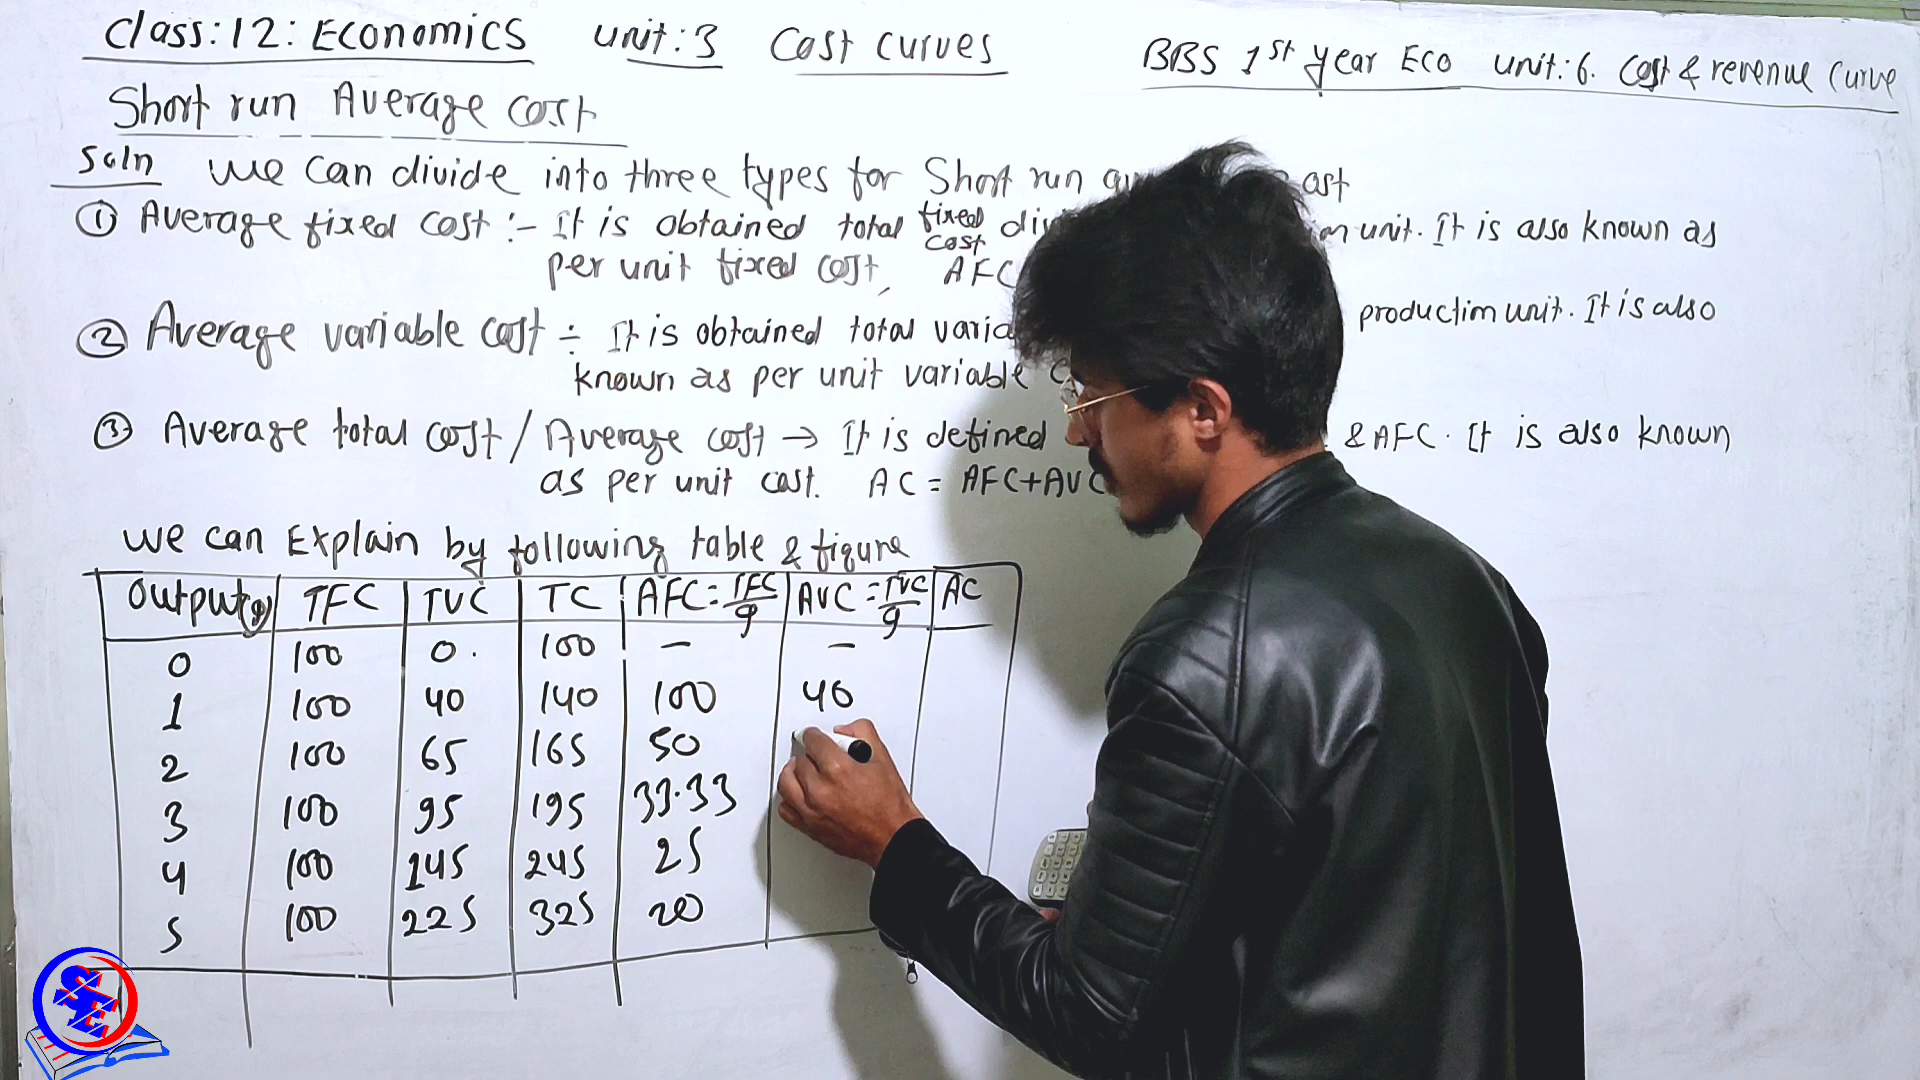 Class:12: Economics unit:3 Cost curves
BBS 1st year Eco unit:6. Cost & revenue curve
Short run Average cost
Soln we can divide into three types for Short run
① Average fixed cost :- It is obtained total fixed cost unit. It is also known as
per unit fixed cost, AFC
② Average variable cost ÷ It is obtained total production unit. It is also
known as per unit variable
③ Average total cost / Average cost → It is defined & AFC. It is also known
as per unit cost. AC = AFC+AVC
we can Explain by following table & figure
output(q) TFC TVC TC AFC=TFC/q AVC=TVC/q AC
0 100 0. 100 — —
1 100 40 140 100 40
2 100 65 165 50
3 100 95 195 33.33
4 100 145 245 25
5 100 225 325 20